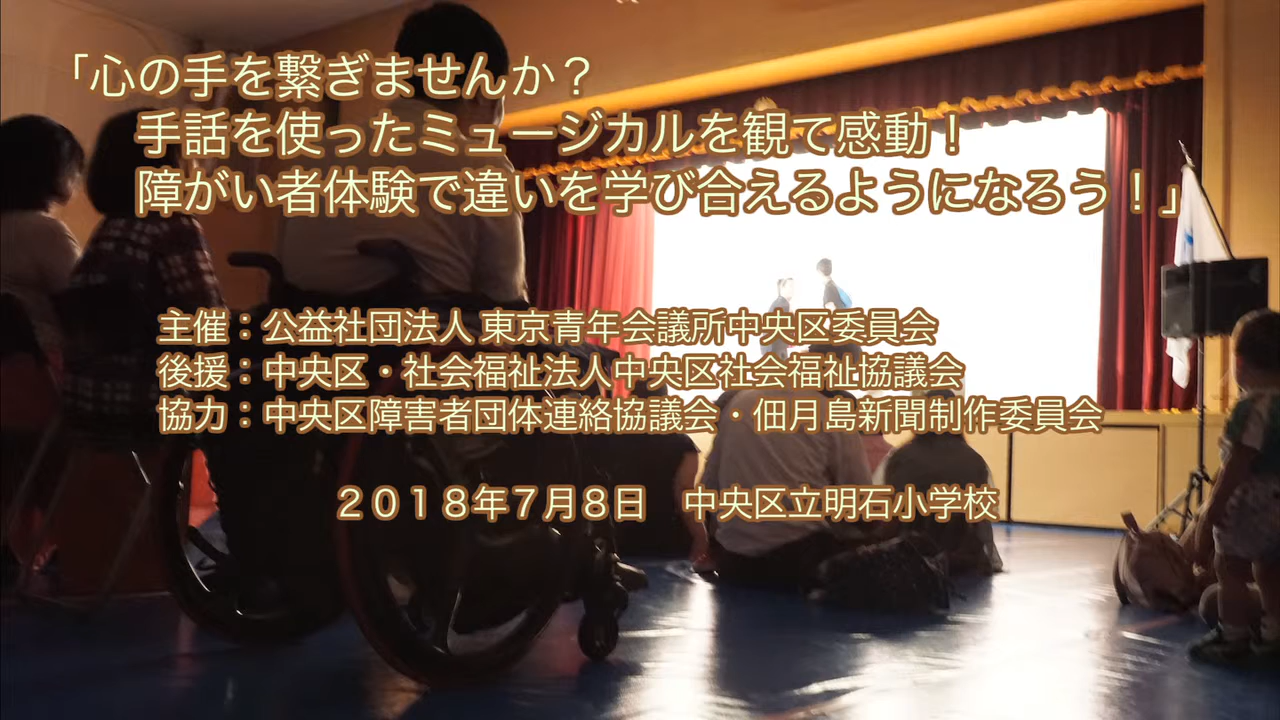 「心の手を繋ぎませんか？
手話を使ったミュージカルを観て感動！
障がい者体験で違いを学び合えるようになろう！」
主催：公益社団法人 東京青年会議所中央区委員会
後援：中央区・社会福祉法人中央区社会福祉協議会
協力：中央区障害者団体連絡協議会・佃月島新聞制作委員会
２０１８年７月８日　中央区立明石小学校